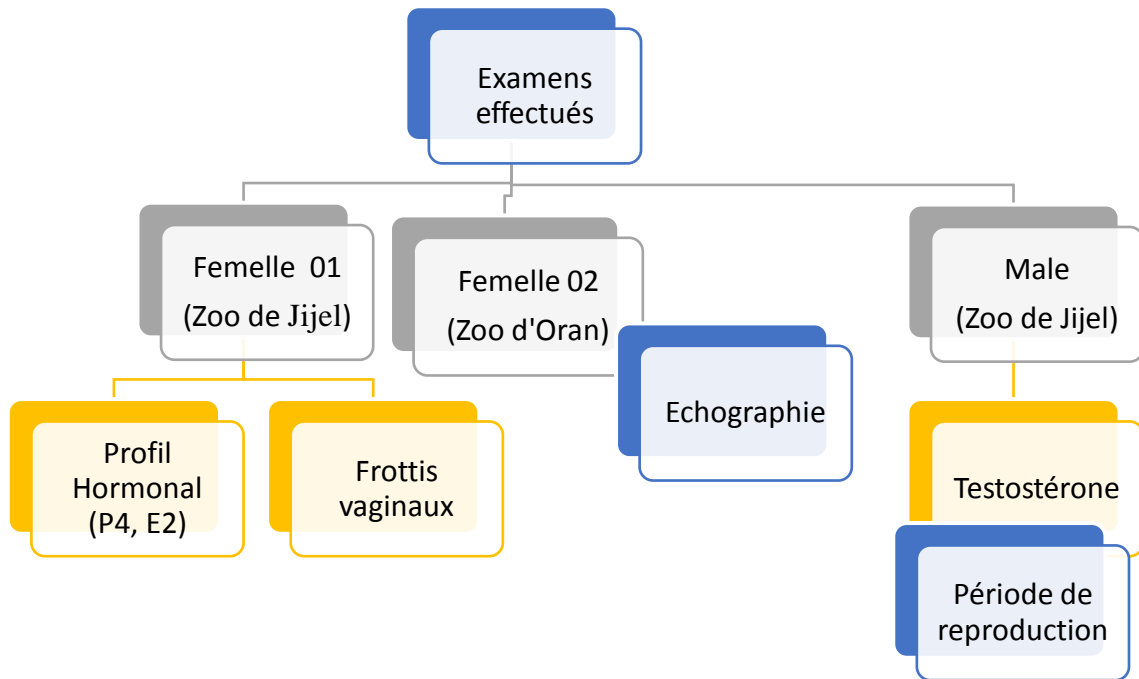 Examens
effectués
Femelle 01
(Zoo de Jijel)
Femelle 02
(Zoo d'Oran)
Male
(Zoo de Jijel)
Echographie
Profil
Hormonal
(P4, E2)
Frottis
vaginaux
Testostérone
Période de
reproduction